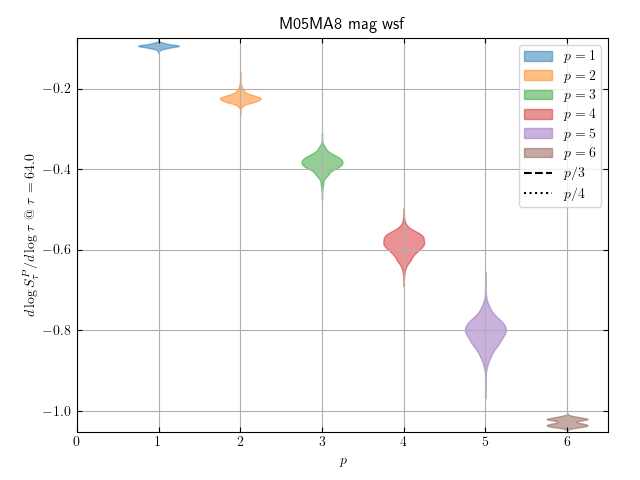 M05MA8 mag wsf
d log S_τ^P / d log τ @ τ = 64.0
−0.2
−0.4
−0.6
−0.8
−1.0
0 1 2 3 4 5 6
p
p = 1
p = 2
p = 3
p = 4
p = 5
p = 6
p/3
p/4